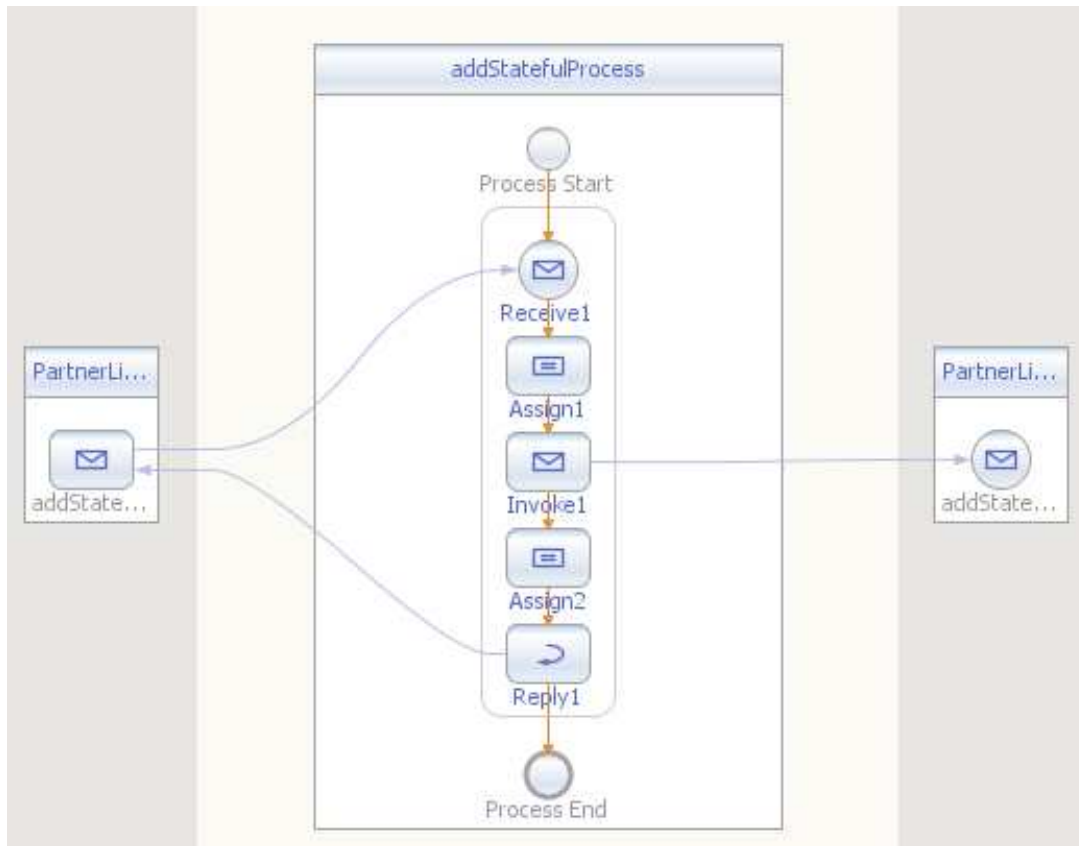 addStatefulProcess
Process Start
Receive1
PartnerLi...
PartnerLi...
Assign1
Invoke1
addState...
addState...
Assign2
Reply1
Process End